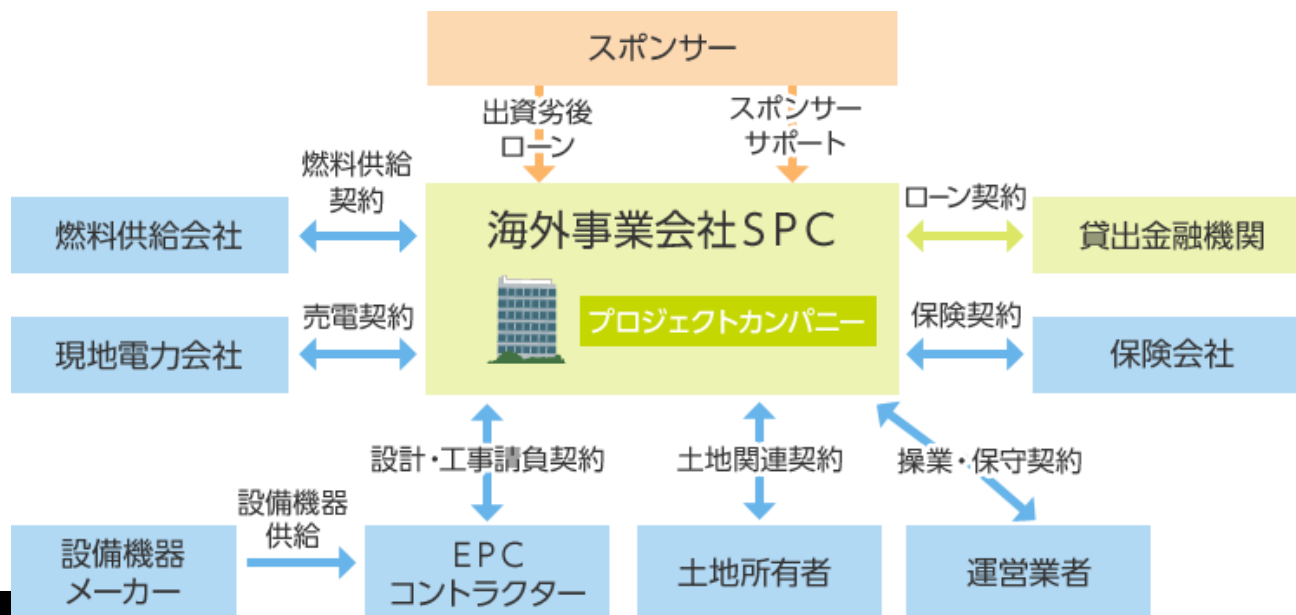 スポンサー
出資劣後
ローン
スポンサー
サポート
燃料供給
契約
燃料供給会社
海外事業会社SPC
プロジェクトカンパニー
ローン契約
貸出金融機関
売電契約
現地電力会社
保険契約
保険会社
設計・工事請負契約
土地関連契約
操業・保守契約
設備機器
供給
設備機器
メーカー
EPC
コントラクター
土地所有者
運営業者